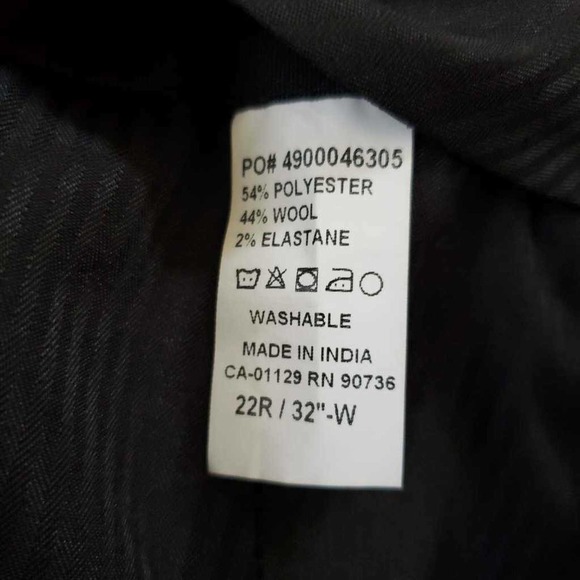 PO# 4900046305
54% POLYESTER
44% WOOL
2% ELASTANE
WASHABLE
MADE IN INDIA
CA-01129 RN 90736
22R / 32"-W